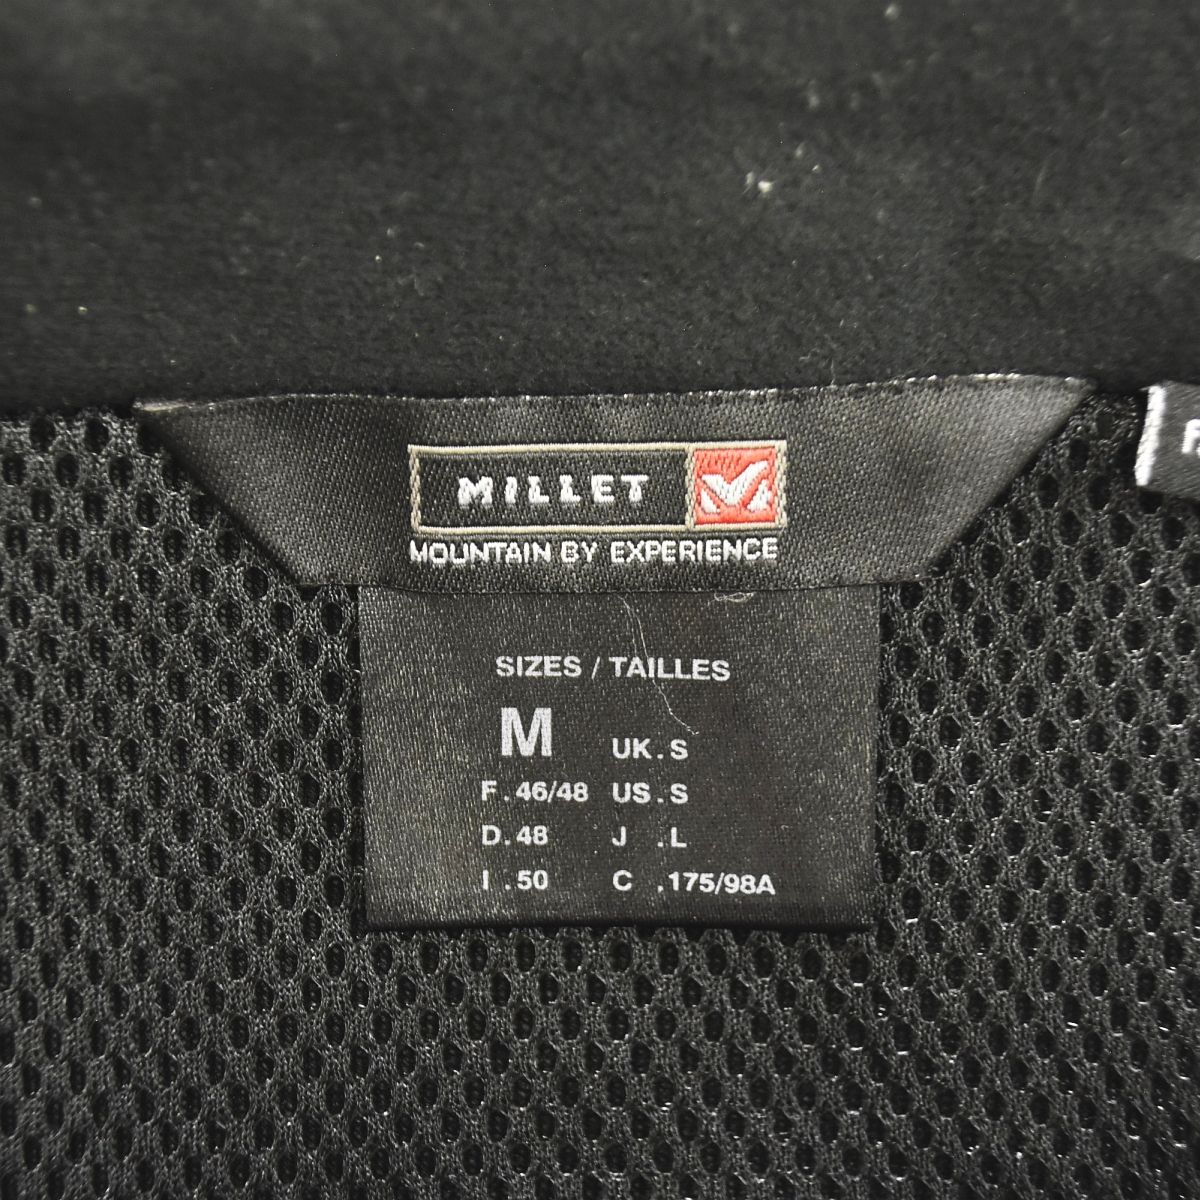 MILLET
MOUNTAIN BY EXPERIENCE
SIZES / TAILLES
M UK . S
F . 46/48 US . S
D . 48 J . L
I . 50 C . 175/98A